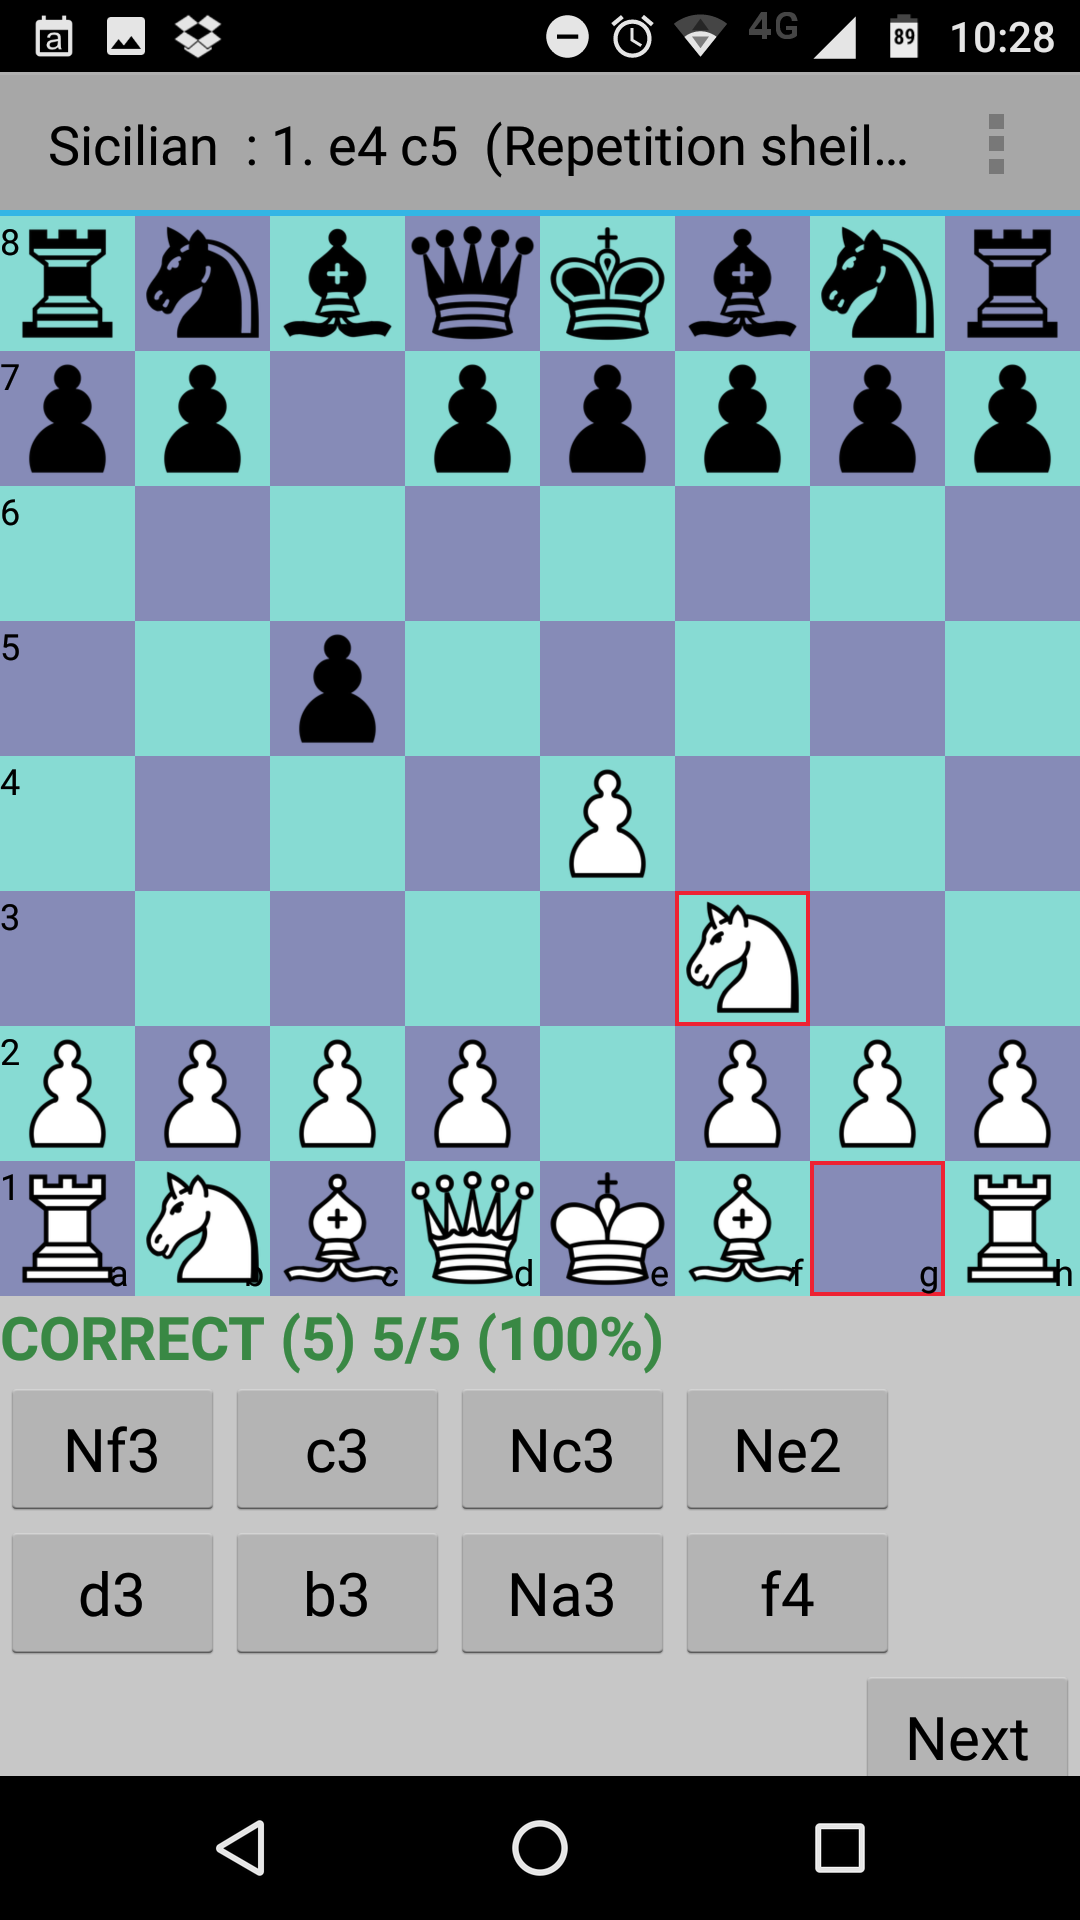 a 4G 89 10:28
Sicilian : 1. e4 c5 (Repetition sheil...
8
7
6
5
4
3
2
1
a b c d e f g h
CORRECT (5) 5/5 (100%)
Nf3 c3 Nc3 Ne2
d3 b3 Na3 f4
Next